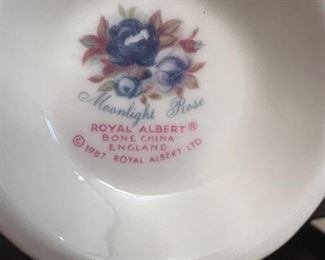 Moonlight Rose
ROYAL ALBERT®
BONE CHINA
ENGLAND
© 1987 ROYAL ALBERT LTD